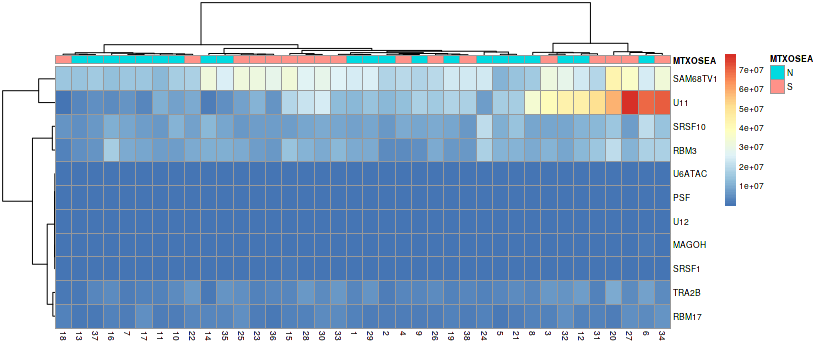 MTXOSEA
SAM68TV1
U11
SRSF10
RBM3
U6ATAC
PSF
U12
MAGOH
SRSF1
TRA2B
RBM17
18 13 37 16 7 17 11 10 22 14 35 25 23 36 15 28 30 33 1 29 2 4 9 26 19 38 24 5 21 8 3 32 12 31 20 27 6 34
7e+07
6e+07
5e+07
4e+07
3e+07
2e+07
1e+07
MTXOSEA
N
S